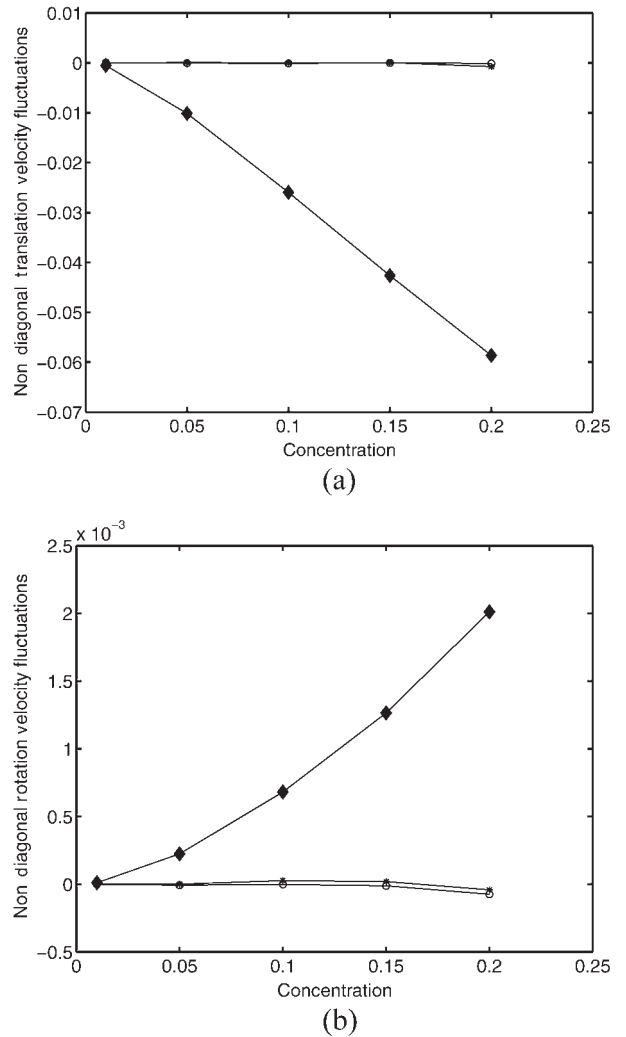 0.01
0
−0.01
−0.02
−0.03
−0.04
−0.05
−0.06
−0.07
Non diagonal translation velocity fluctuations
0 0.05 0.1 0.15 0.2 0.25
Concentration
(a)
x 10⁻³
2.5
2
1.5
1
0.5
0
−0.5
Non diagonal rotation velocity fluctuations
0 0.05 0.1 0.15 0.2 0.25
Concentration
(b)